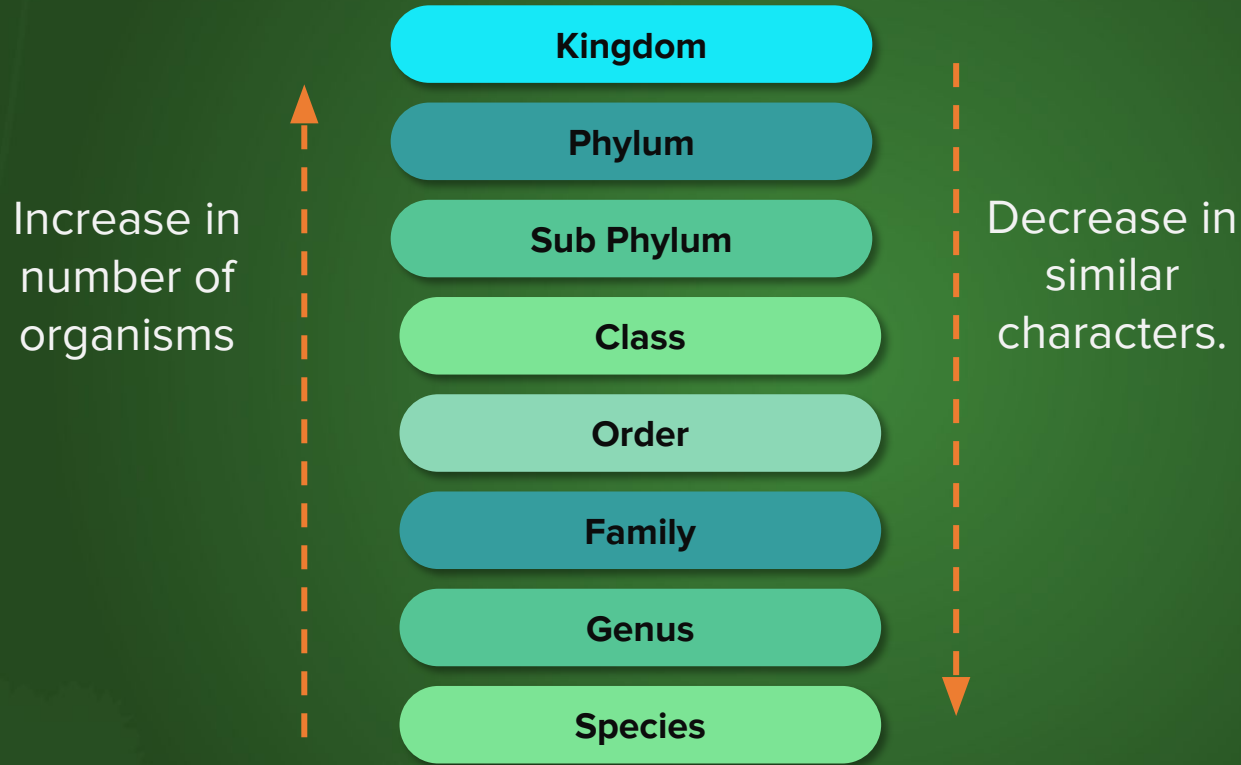 Kingdom
Phylum
Sub Phylum
Class
Order
Family
Genus
Species
Increase in
number of
organisms
Decrease in
similar
characters.